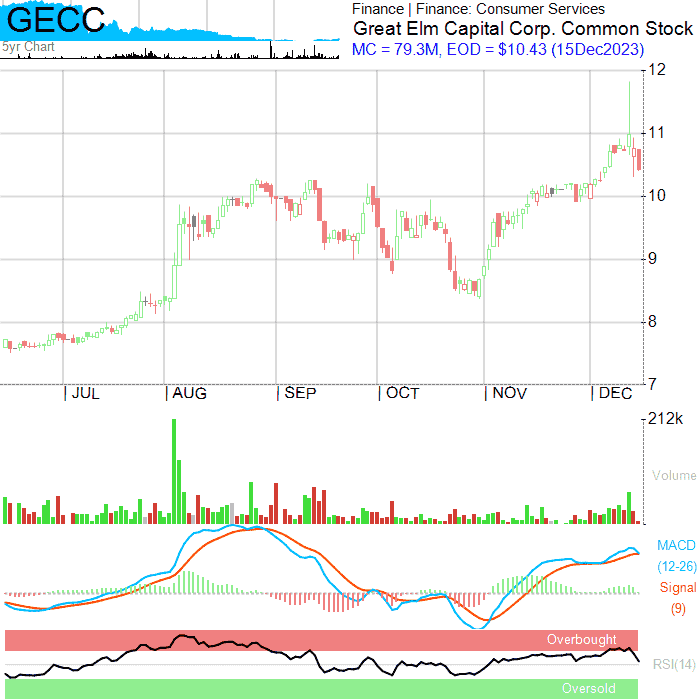 GECC
5yr Chart
Finance | Finance: Consumer Services
Great Elm Capital Corp. Common Stock
MC = 79.3M, EOD = $10.43 (15Dec2023)
12
11
10
9
8
7
JUL
AUG
SEP
OCT
NOV
DEC
212k
Volume
MACD
(12-26)
Signal
(9)
Overbought
RSI(14)
Oversold